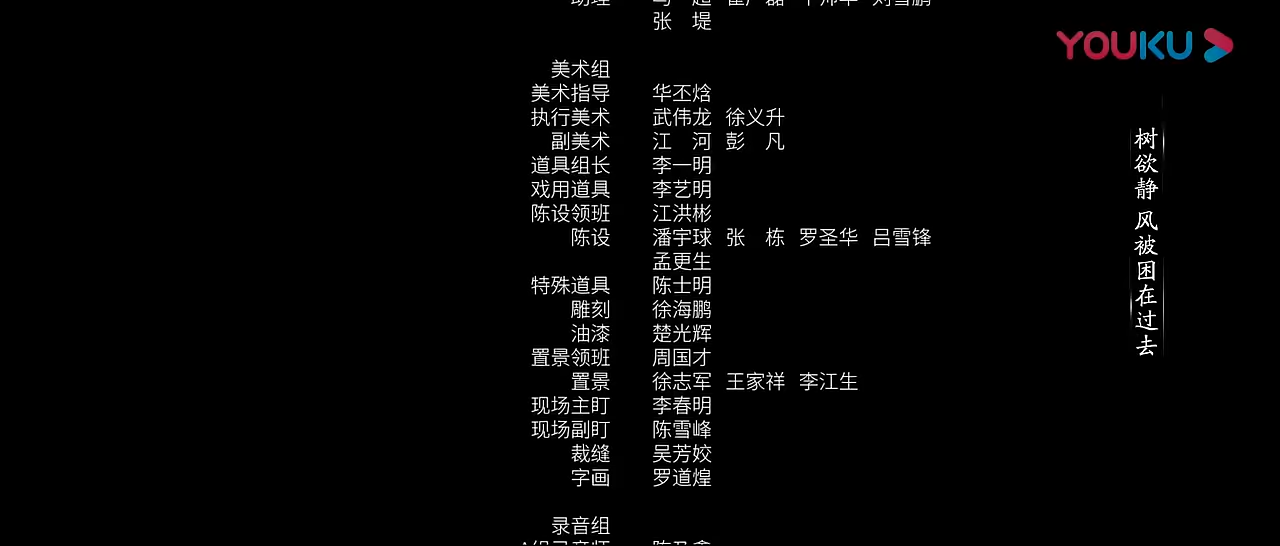 张　堤
美术组
美术指导　华丕焓
执行美术　武伟龙　徐义升
副美术　江　河　彭　凡
道具组长　李一明
戏用道具　李艺明
陈设领班　江洪彬
陈设　潘宇球　张　栋　罗圣华　吕雪锋
孟更生
特殊道具　陈士明
雕刻　徐海鹏
油漆　楚光辉
置景领班　周国才
置景　徐志军　王家祥　李江生
现场主盯　李春明
现场副盯　陈雪峰
裁缝　吴芳姣
字画　罗道煌
录音组
YOUKU
树欲静 风被困在过去